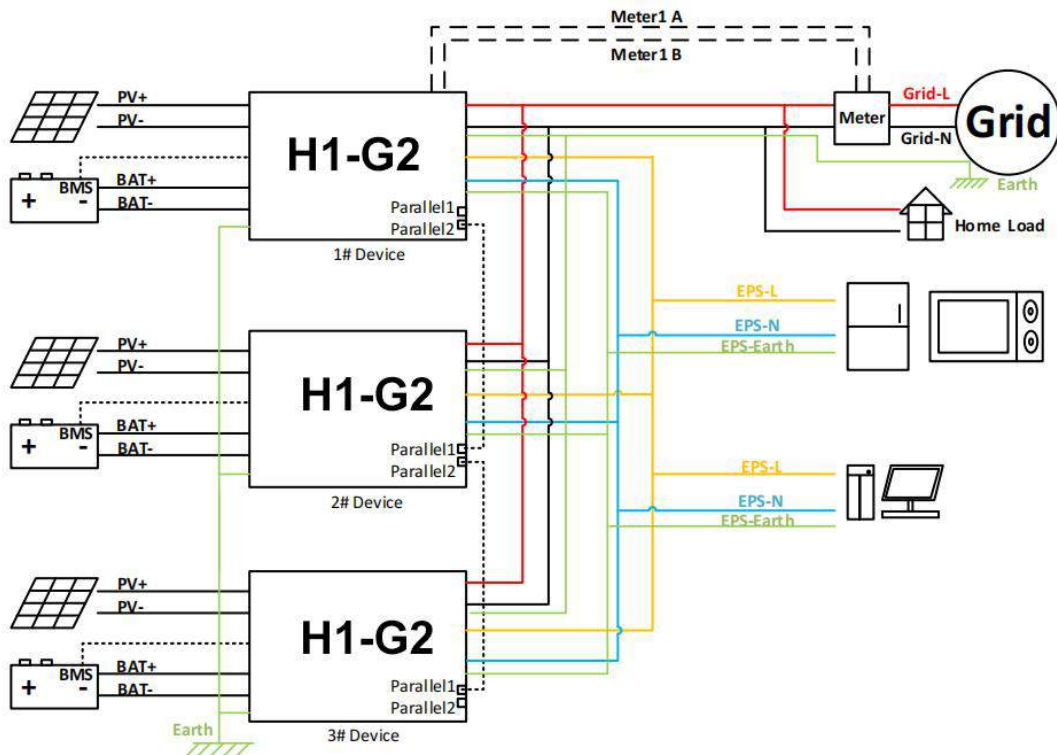 Meter1 A
Meter1 B
PV+
PV-
BMS
+
-
BAT+
BAT-
H1-G2
Parallel1
Parallel2
1# Device
Meter
Grid-L
Grid-N
Grid
Earth
Home Load
EPS-L
EPS-N
EPS-Earth
PV+
PV-
BMS
+
-
BAT+
BAT-
H1-G2
Parallel1
Parallel2
2# Device
EPS-L
EPS-N
EPS-Earth
PV+
PV-
BMS
+
-
BAT+
BAT-
H1-G2
Parallel1
Parallel2
3# Device
Earth